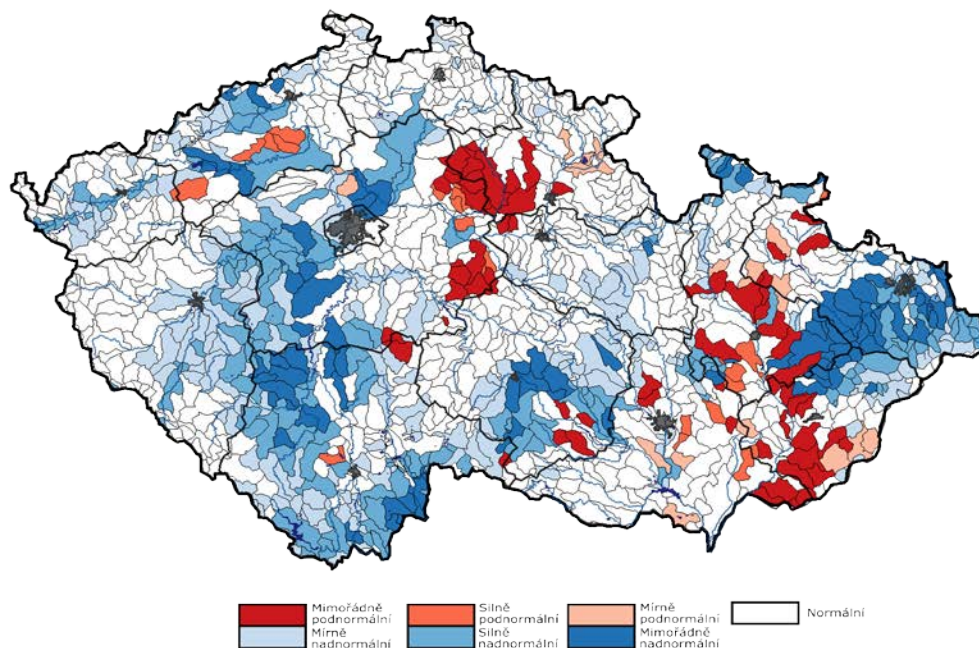 Mimořádně
podnormální
Silně
podnormální
Mírně
podnormální
Normální
Mírně
nadnormální
Silně
nadnormální
Mimořádně
nadnormální